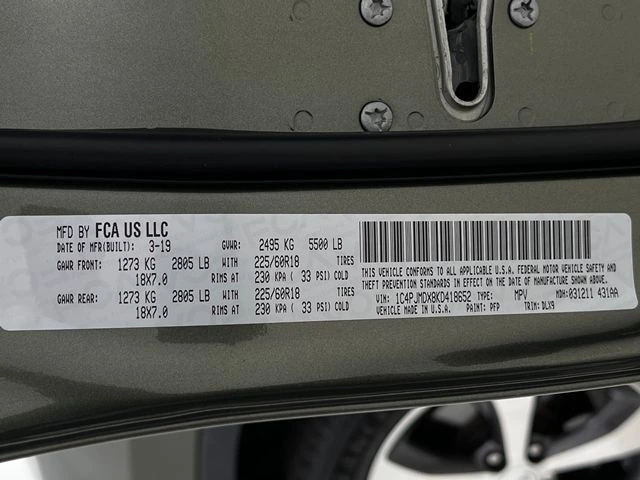 MFD BY FCA US LLC
DATE OF MFR(BUILT): 3-19 GVWR: 2495 KG 5500 LB
GAWR FRONT: 1273 KG 2805 LB WITH 225/60R18 TIRES
18X7.0 RIMS AT 230 KPA ( 33 PSI) COLD
GAWR REAR: 1273 KG 2805 LB WITH 225/60R18 TIRES
18X7.0 RIMS AT 230 KPA ( 33 PSI) COLD
THIS VEHICLE CONFORMS TO ALL APPLICABLE U.S.A. FEDERAL MOTOR VEHICLE SAFETY,
BUMPER AND THEFT PREVENTION STANDARDS IN EFFECT ON THE DATE OF MANUFACTURE SHOWN ABOVE.
VIN: 1C4PJMDX8KD418652 TYPE: MPV MDH: 031211 431AA
VEHICLE MADE IN U.S.A. PAINT: PFP TRIM: DLX9